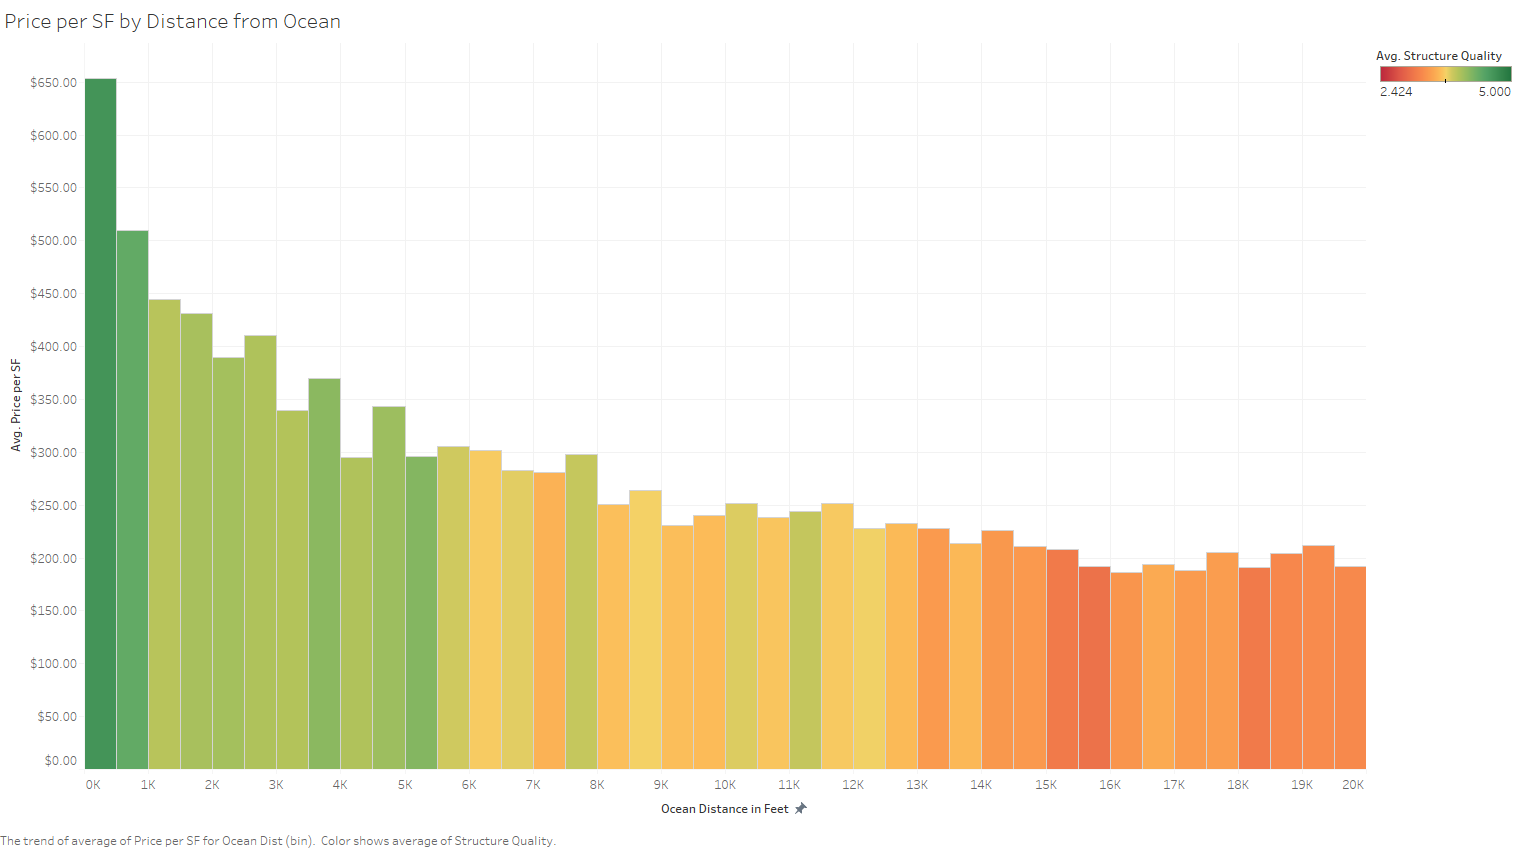 Price per SF by Distance from Ocean
Avg. Structure Quality
2.424 5.000
$650.00
$600.00
$550.00
$500.00
$450.00
$400.00
$350.00
$300.00
$250.00
$200.00
$150.00
$100.00
$50.00
$0.00
Avg. Price per SF
0K 1K 2K 3K 4K 5K 6K 7K 8K 9K 10K 11K 12K 13K 14K 15K 16K 17K 18K 19K 20K
Ocean Distance in Feet
The trend of average of Price per SF for Ocean Dist (bin). Color shows average of Structure Quality.